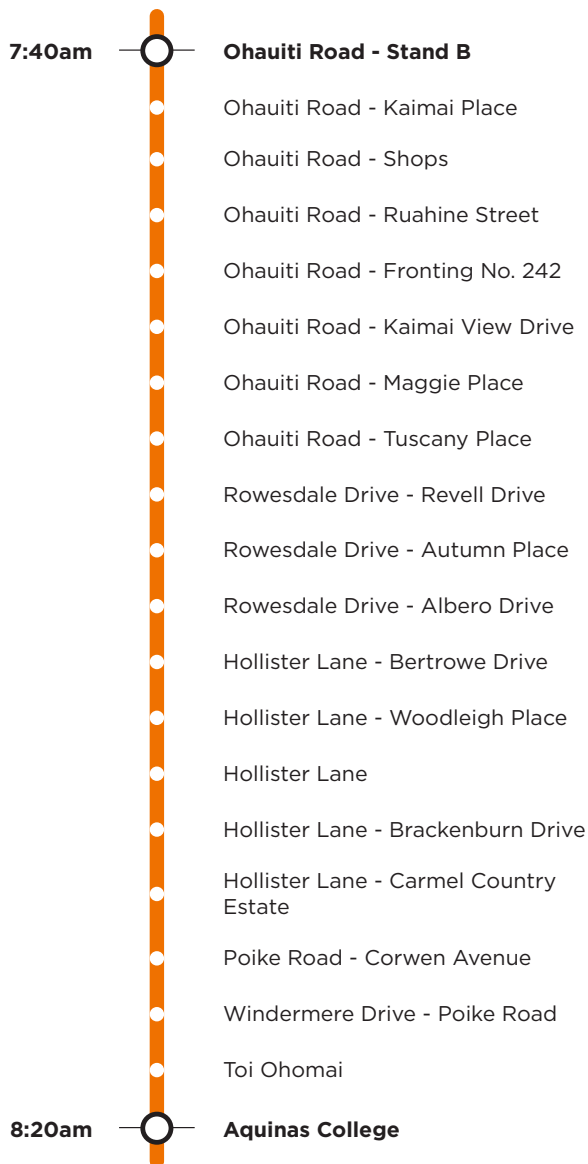 7:40am Ohauiti Road - Stand B
Ohauiti Road - Kaimai Place
Ohauiti Road - Shops
Ohauiti Road - Ruahine Street
Ohauiti Road - Fronting No. 242
Ohauiti Road - Kaimai View Drive
Ohauiti Road - Maggie Place
Ohauiti Road - Tuscany Place
Rowesdale Drive - Revell Drive
Rowesdale Drive - Autumn Place
Rowesdale Drive - Albero Drive
Hollister Lane - Bertrowe Drive
Hollister Lane - Woodleigh Place
Hollister Lane
Hollister Lane - Brackenburn Drive
Hollister Lane - Carmel Country
Estate
Poike Road - Corwen Avenue
Windermere Drive - Poike Road
Toi Ohomai
8:20am Aquinas College